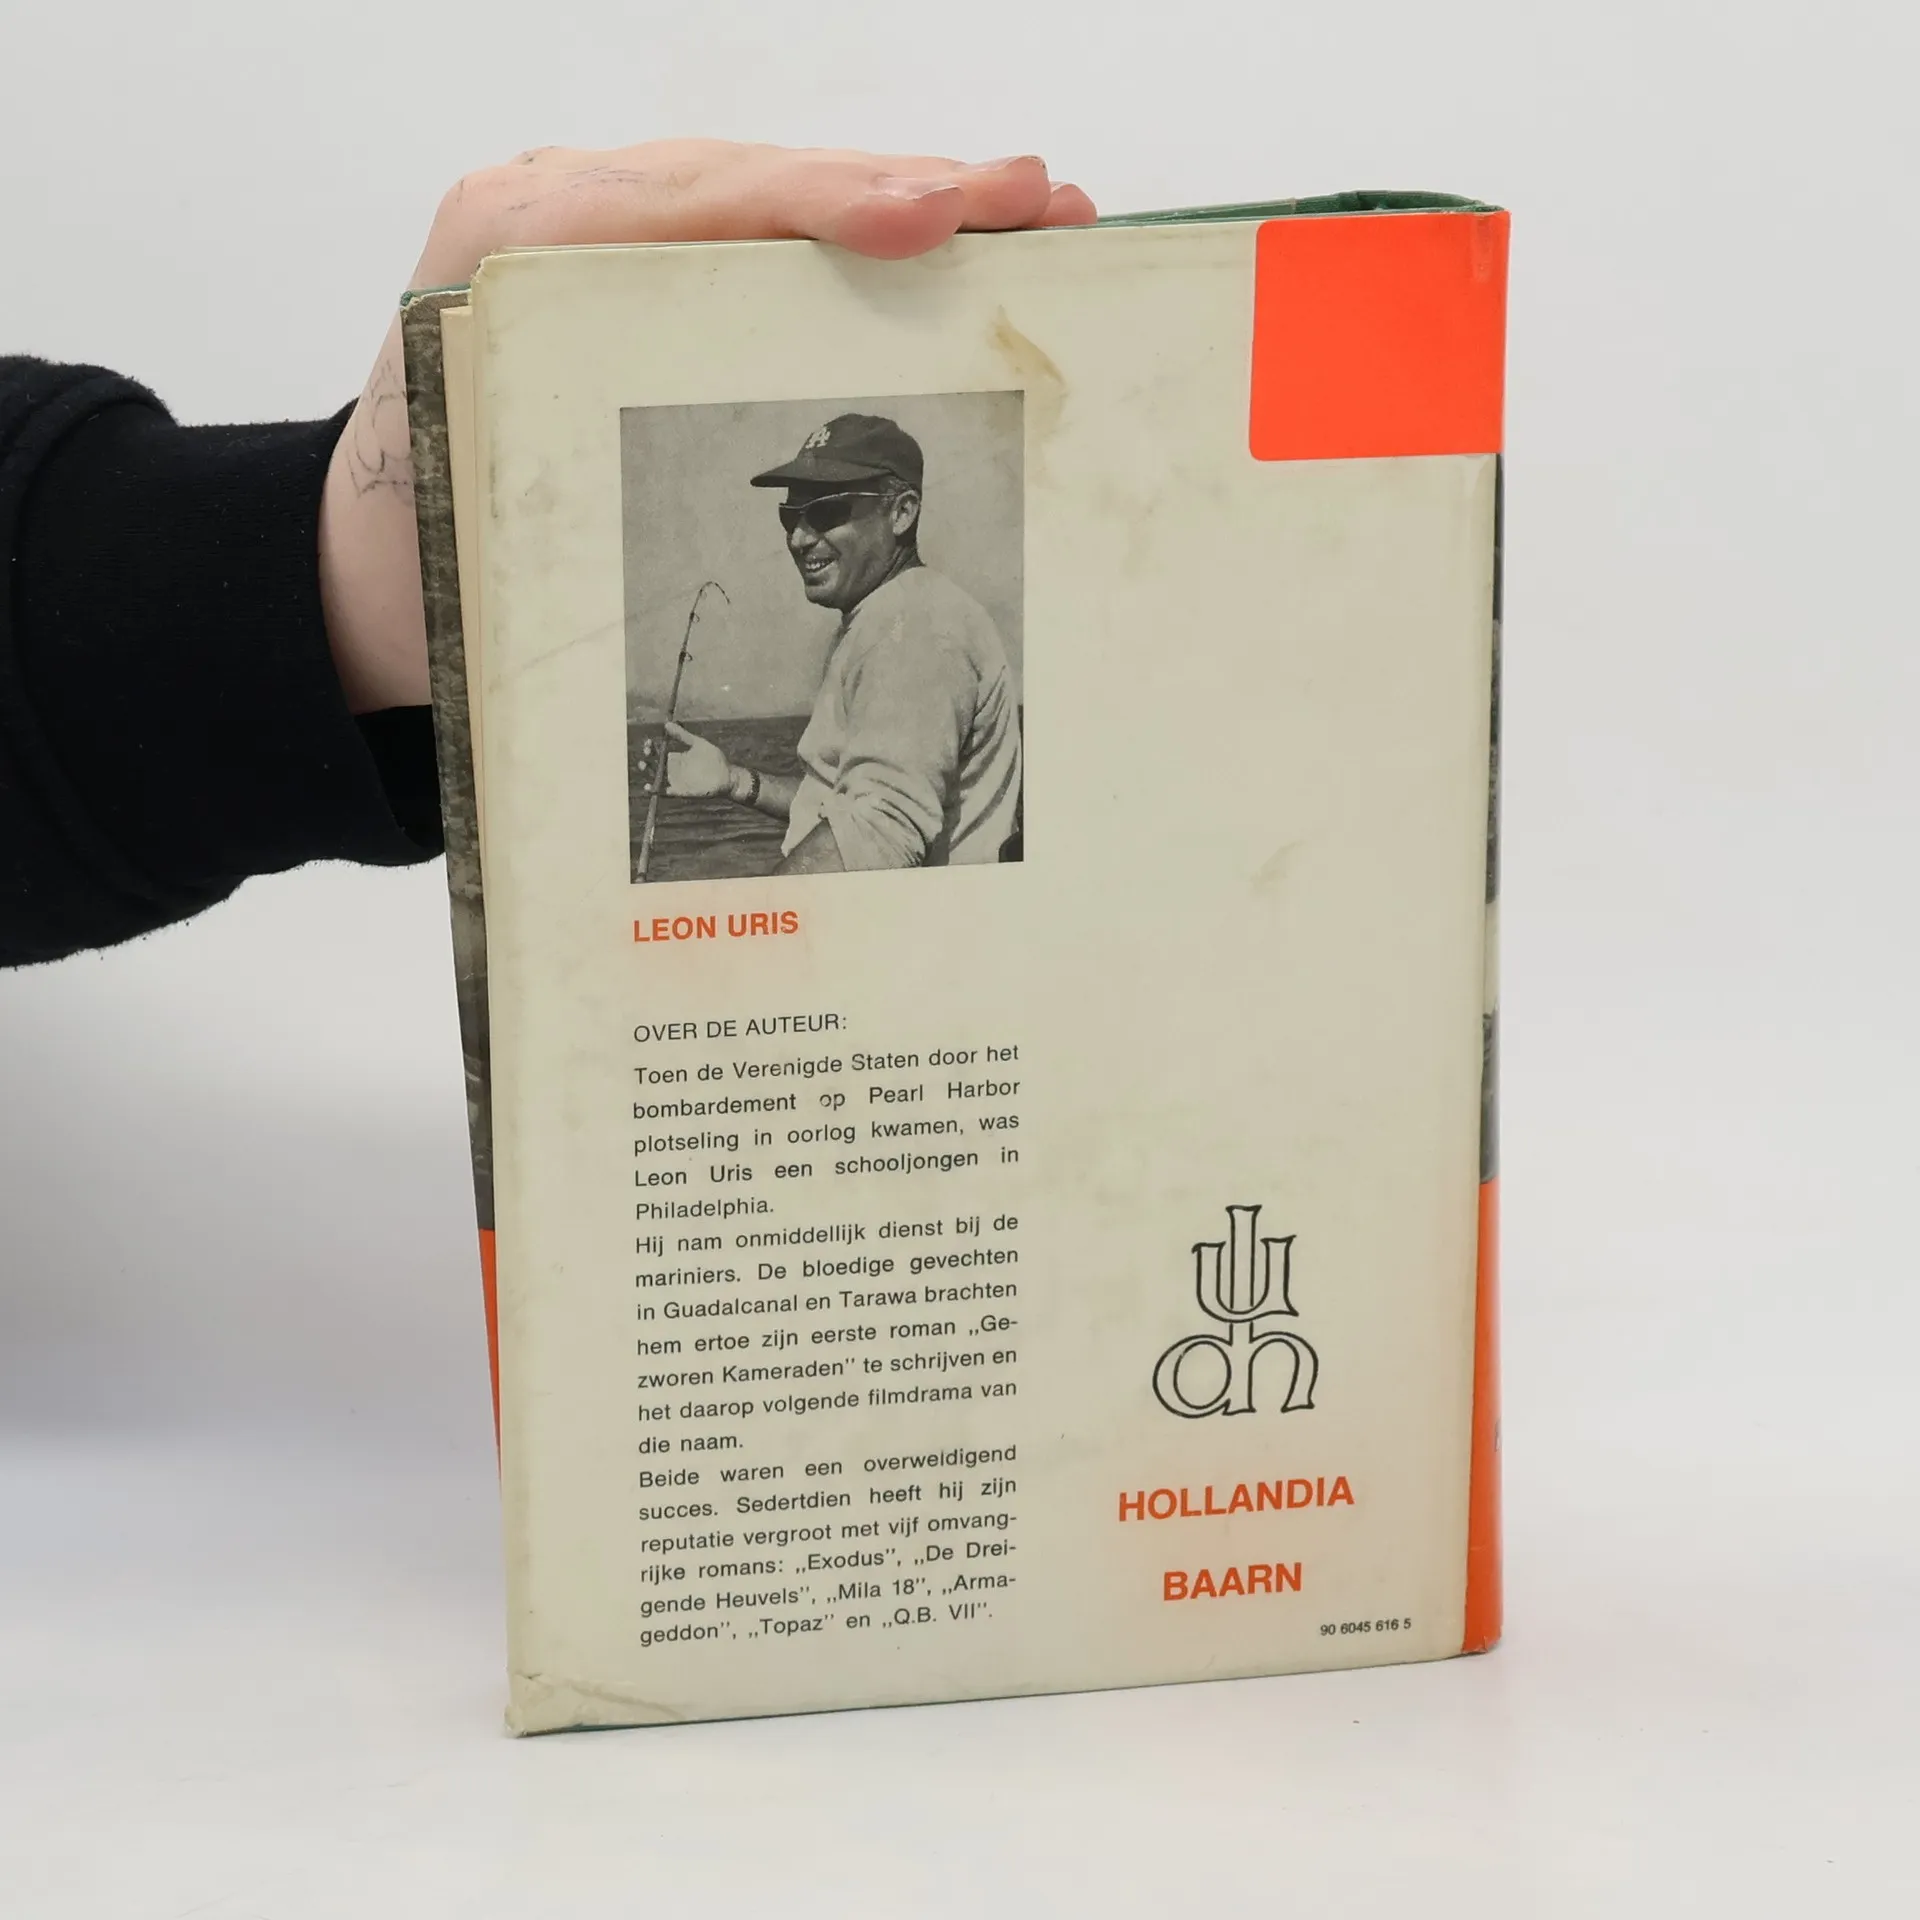 LA
LEON URIS
OVER DE AUTEUR:
Toen de Verenigde Staten door het
bombardement op Pearl Harbor
plotseling in oorlog kwamen, was
Leon Uris een schooljongen in
Philadelphia.
Hij nam onmiddellijk dienst bij de
mariniers. De bloedige gevechten
in Guadalcanal en Tarawa brachten
hem ertoe zijn eerste roman „Ge-
zworen Kameraden” te schrijven en
het daarop volgende filmdrama van
die naam.
Beide waren een overweldigend
succes. Sedertdien heeft hij zijn
reputatie vergroot met vijf omvang-
rijke romans: „Exodus”, „De Drei-
gende Heuvels”, „Mila 18”, „Arma-
geddon”, „Topaz” en „Q.B. VII”.
HOLLANDIA
BAARN
90 6045 616 5